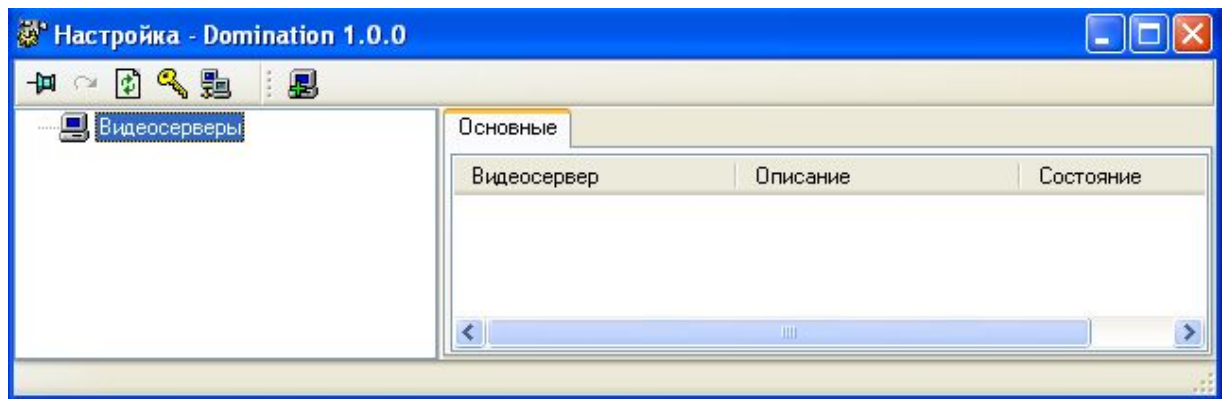 Настройка - Domination 1.0.0
Видеосерверы
Основные
Видеосервер Описание Состояние